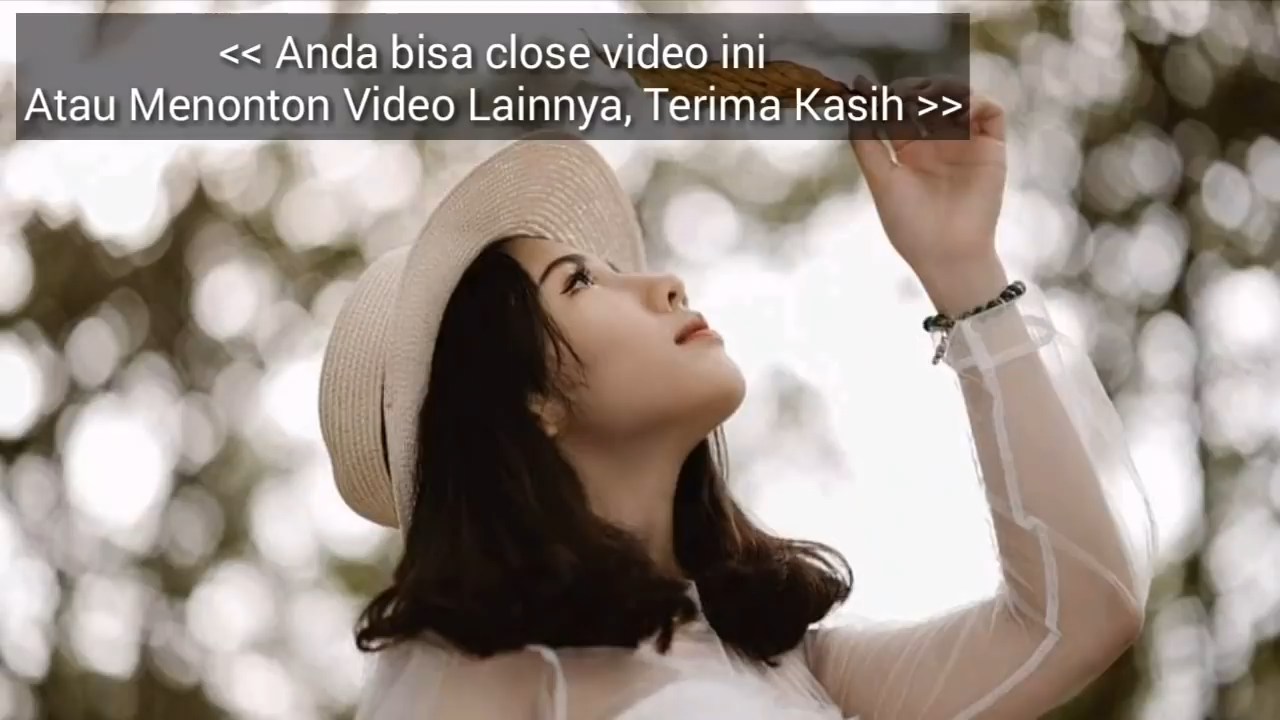 << Anda bisa close video ini
Atau Menonton Video Lainnya, Terima Kasih >>